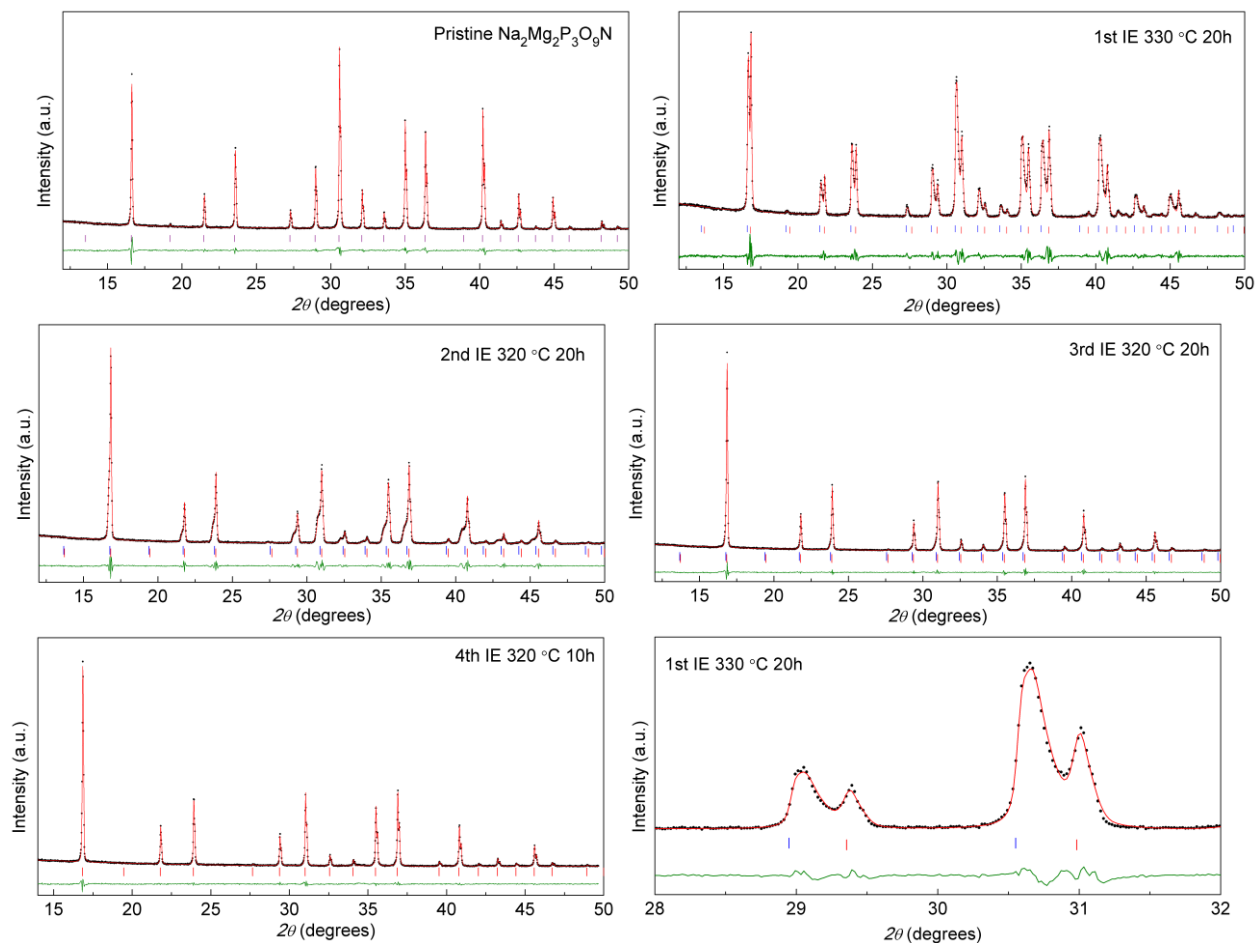 Pristine Na₂Mg₂P₃O₉N
Intensity (a.u.)
15 20 25 30 35 40 45 50
2θ (degrees)
1st IE 330 °C 20h
Intensity (a.u.)
15 20 25 30 35 40 45 50
2θ (degrees)
2nd IE 320 °C 20h
Intensity (a.u.)
15 20 25 30 35 40 45 50
2θ (degrees)
3rd IE 320 °C 20h
Intensity (a.u.)
15 20 25 30 35 40 45 50
2θ (degrees)
4th IE 320 °C 10h
Intensity (a.u.)
15 20 25 30 35 40 45 50
2θ (degrees)
1st IE 330 °C 20h
Intensity (a.u.)
28 29 30 31 32
2θ (degrees)